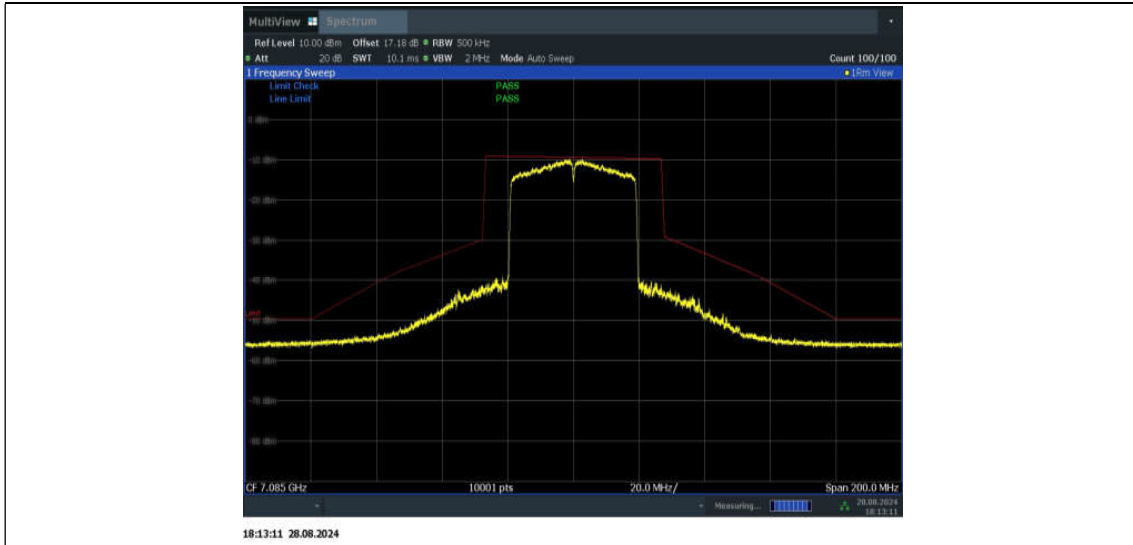 MultiView Spectrum
Ref Level 10.00 dBm Offset 17.18 dB RBW 500 kHz
Att 20 dB SWT 10.1 ms VBW 2 MHz Mode Auto Sweep Count 100/100
1 Frequency Sweep 1Rm View
Limit Check PASS
Line Limit PASS
0 dBm
-10 dBm
-20 dBm
-30 dBm
-40 dBm
-60 dBm
-70 dBm
-80 dBm
CF 7.085 GHz 10001 pts 20.0 MHz/ Span 200.0 MHz
Measuring... 28.08.2024
18:13:11
18:13:11 28.08.2024